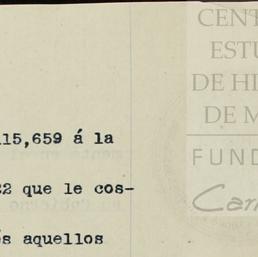 15,659 á la
2 que le cos-
s aquellos
CENT
ESTU
DE HI
DE M
FUND
Car